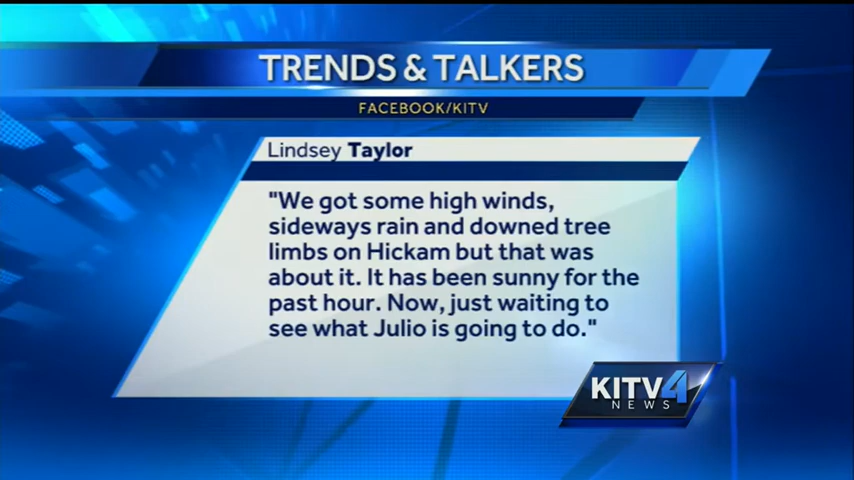 TRENDS & TALKERS
FACEBOOK/KITV
Lindsey Taylor
"We got some high winds,
sideways rain and downed tree
limbs on Hickam but that was
about it. It has been sunny for the
past hour. Now, just waiting to
see what Julio is going to do."
KITV4
NEWS